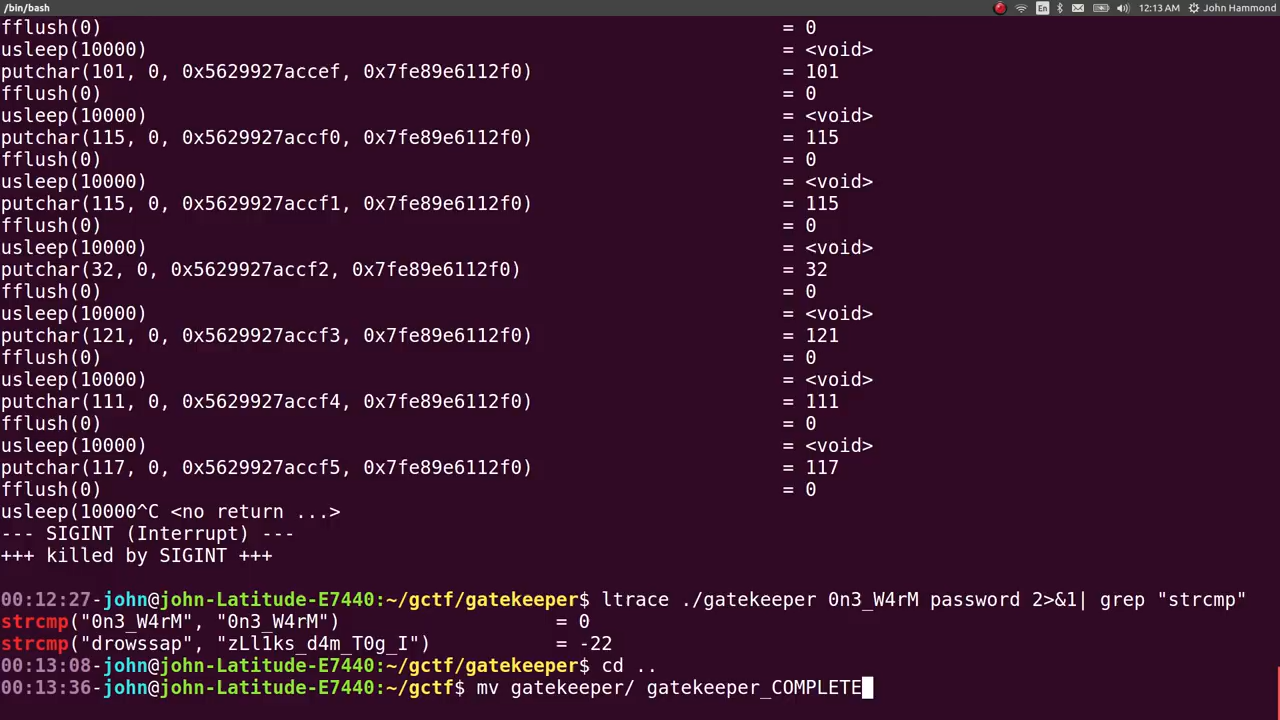 /bin/bash En 12:13 AM John Hammond
fflush(0) = 0
usleep(10000) = <void>
putchar(101, 0, 0x5629927accef, 0x7fe89e6112f0) = 101
fflush(0) = 0
usleep(10000) = <void>
putchar(115, 0, 0x5629927accf0, 0x7fe89e6112f0) = 115
fflush(0) = 0
usleep(10000) = <void>
putchar(115, 0, 0x5629927accf1, 0x7fe89e6112f0) = 115
fflush(0) = 0
usleep(10000) = <void>
putchar(32, 0, 0x5629927accf2, 0x7fe89e6112f0) = 32
fflush(0) = 0
usleep(10000) = <void>
putchar(121, 0, 0x5629927accf3, 0x7fe89e6112f0) = 121
fflush(0) = 0
usleep(10000) = <void>
putchar(111, 0, 0x5629927accf4, 0x7fe89e6112f0) = 111
fflush(0) = 0
usleep(10000) = <void>
putchar(117, 0, 0x5629927accf5, 0x7fe89e6112f0) = 117
fflush(0) = 0
usleep(10000^C <no return ...>
--- SIGINT (Interrupt) ---
+++ killed by SIGINT +++
00:12:27-john@john-Latitude-E7440:~/gctf/gatekeeper$ ltrace ./gatekeeper 0n3_W4rM password 2>&1| grep "strcmp"
strcmp("0n3_W4rM", "0n3_W4rM") = 0
strcmp("drowssap", "zLl1ks_d4m_T0g_I") = -22
00:13:08-john@john-Latitude-E7440:~/gctf/gatekeeper$ cd ..
00:13:36-john@john-Latitude-E7440:~/gctf$ mv gatekeeper/ gatekeeper_COMPLETE